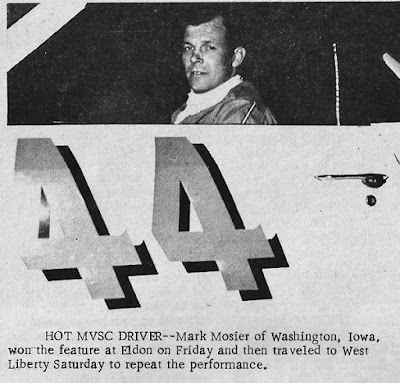 44
HOT MVSC DRIVER--Mark Mosier of Washington, Iowa,
won the feature at Eldon on Friday and then traveled to West
Liberty Saturday to repeat the performance.